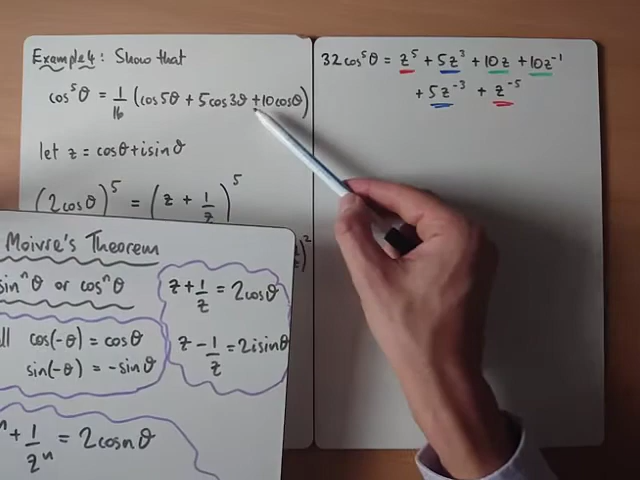 Example 4: Show that
cos⁵θ = 1/16 (cos5θ + 5cos3θ + 10cosθ)
let z = cosθ + isinθ
(2cosθ)⁵ = (z + 1/z)⁵
32cos⁵θ = z⁵ + 5z³ + 10z + 10z⁻¹
+ 5z⁻³ + z⁻⁵
Moivre's Theorem
sinⁿθ or cosⁿθ
z + 1/z = 2cosθ
z - 1/z = 2isinθ
cos(-θ) = cosθ
sin(-θ) = -sinθ
+ 1/zⁿ = 2cosnθ